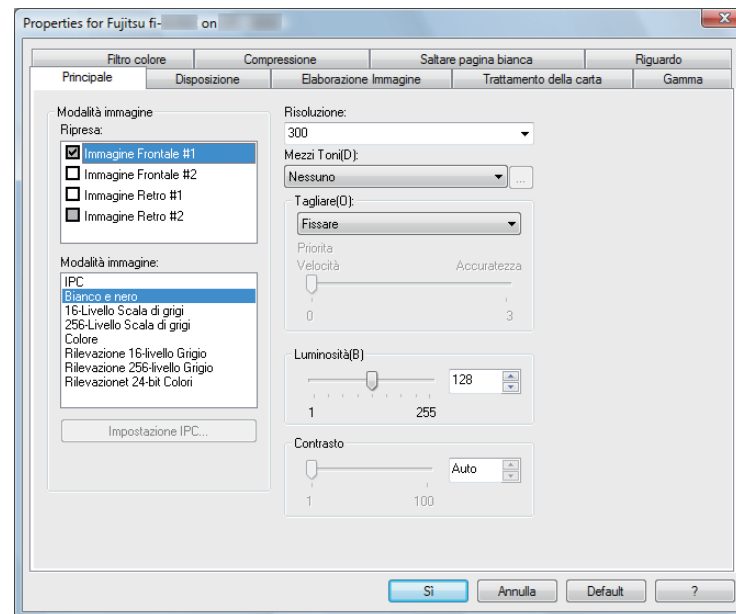 Properties for Fujitsu fi- on
Filtro colore Compressione Saltare pagina bianca Riguardo
Principale Disposizione Elaborazione Immagine Trattamento della carta Gamma
Modalità immagine
Ripresa:
Immagine Frontale #1
Immagine Frontale #2
Immagine Retro #1
Immagine Retro #2
Modalità immagine:
IPC
Bianco e nero
16-Livello Scala di grigi
256-Livello Scala di grigi
Colore
Rilevazione 16-livello Grigio
Rilevazione 256-livello Grigio
Rilevazionet 24-bit Colori
Impostazione IPC...
Risoluzione:
300
Mezzi Toni(D):
Nessuno ...
Tagliare(O):
Fissare
Priorita
Velocità Accuratezza
0 3
Luminosità(B)
128
1 255
Contrasto
Auto
1 100
Sì Annulla Default ?